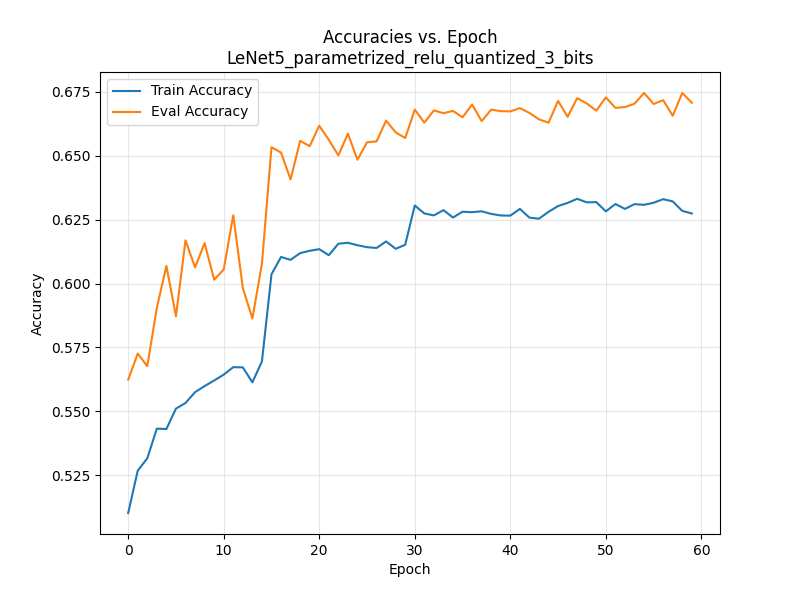 Accuracies vs. Epoch
LeNet5_parametrized_relu_quantized_3_bits
Train Accuracy
Eval Accuracy
0.675
0.650
0.625
0.600
0.575
0.550
0.525
Accuracy
0 10 20 30 40 50 60
Epoch